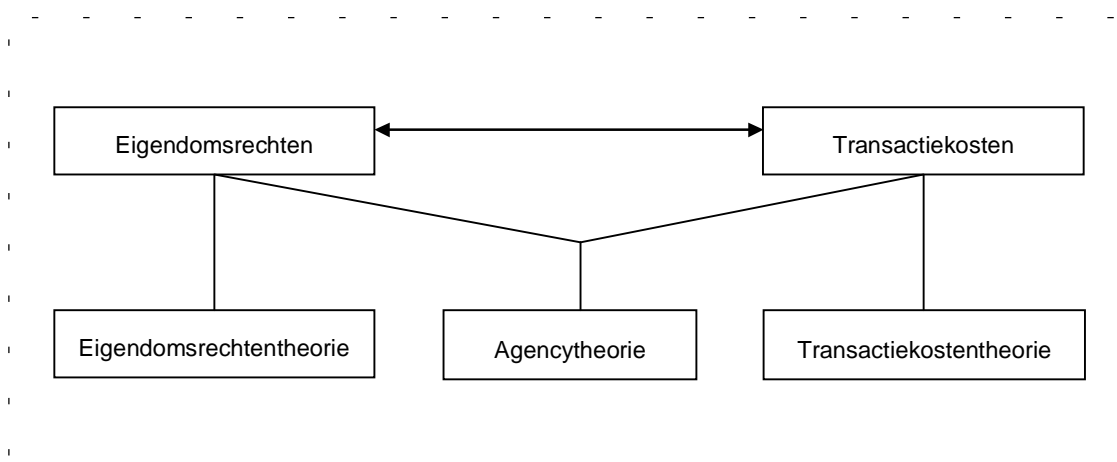 Eigendomsrechten
Transactiekosten
Eigendomsrechtentheorie
Agencytheorie
Transactiekostentheorie